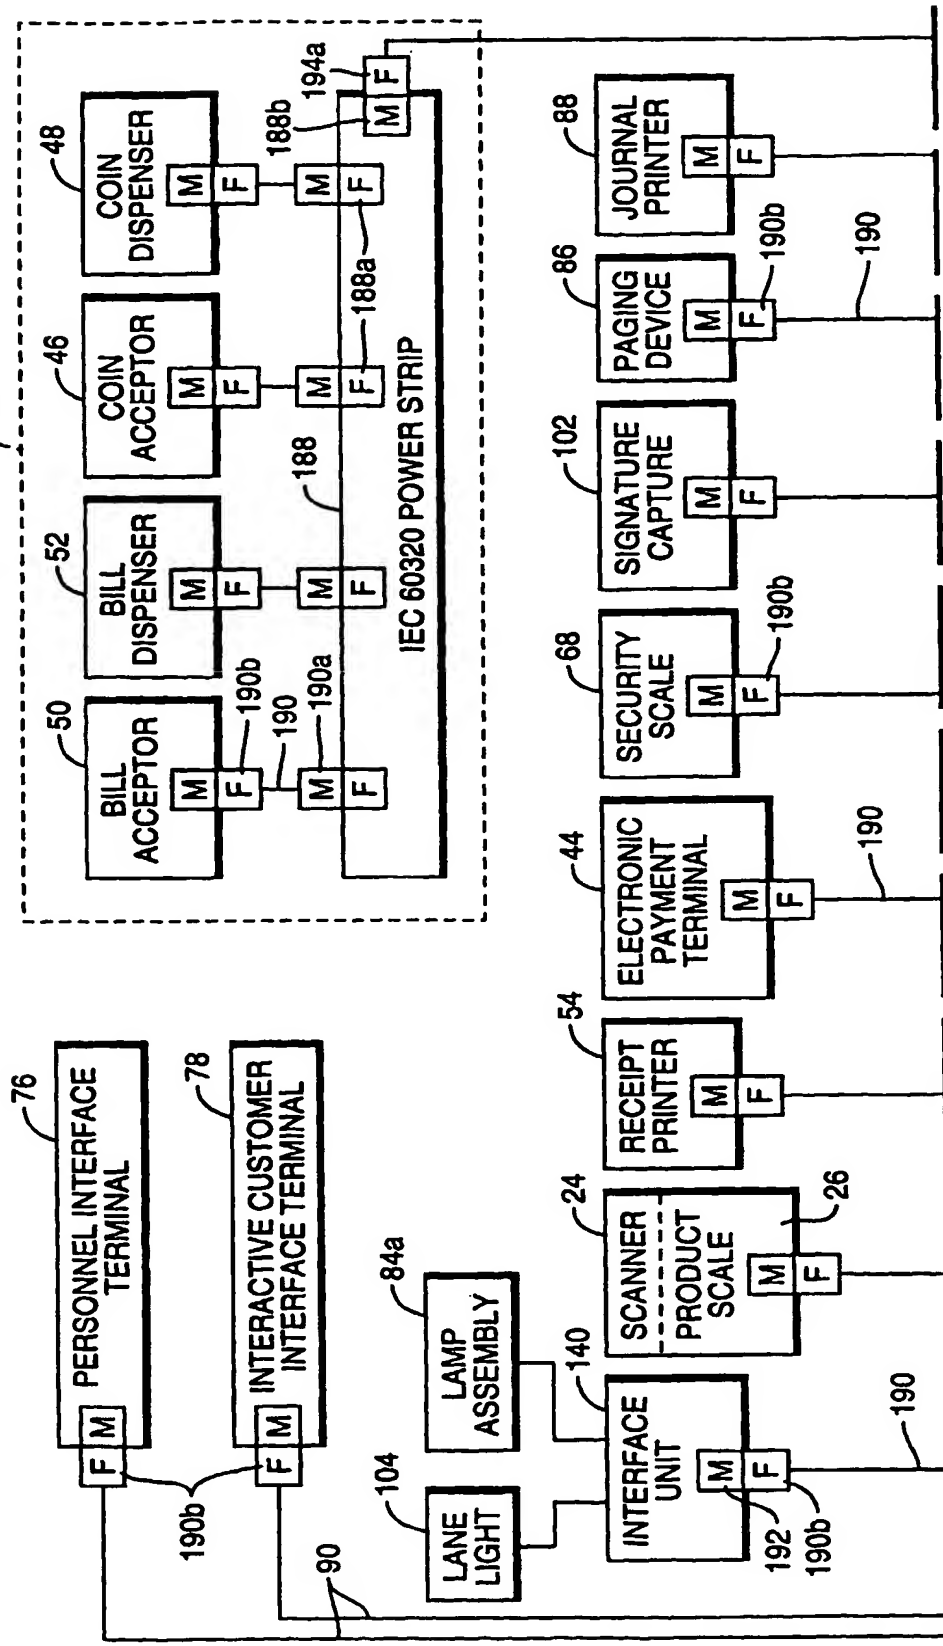 76
PERSONNEL INTERFACE
TERMINAL
F
M
190b
78
INTERACTIVE CUSTOMER
INTERFACE TERMINAL
F
M
90
50
BILL
ACCEPTOR
M
F
190b
190
190a
M
F
52
BILL
DISPENSER
M
F
M
F
46
COIN
ACCEPTOR
M
F
M
F
48
COIN
DISPENSER
M
F
M
F
188
188a
188b
M
F
194a
IEC 60320 POWER STRIP
104
LANE
LIGHT
84a
LAMP
ASSEMBLY
140
INTERFACE
UNIT
M
F
192
190b
190
24
SCANNER
PRODUCT
SCALE
26
M
F
54
RECEIPT
PRINTER
M
F
44
ELECTRONIC
PAYMENT
TERMINAL
M
F
190
68
SECURITY
SCALE
M
F
190b
102
SIGNATURE
CAPTURE
M
F
86
PAGING
DEVICE
M
F
190b
190
88
JOURNAL
PRINTER
M
F